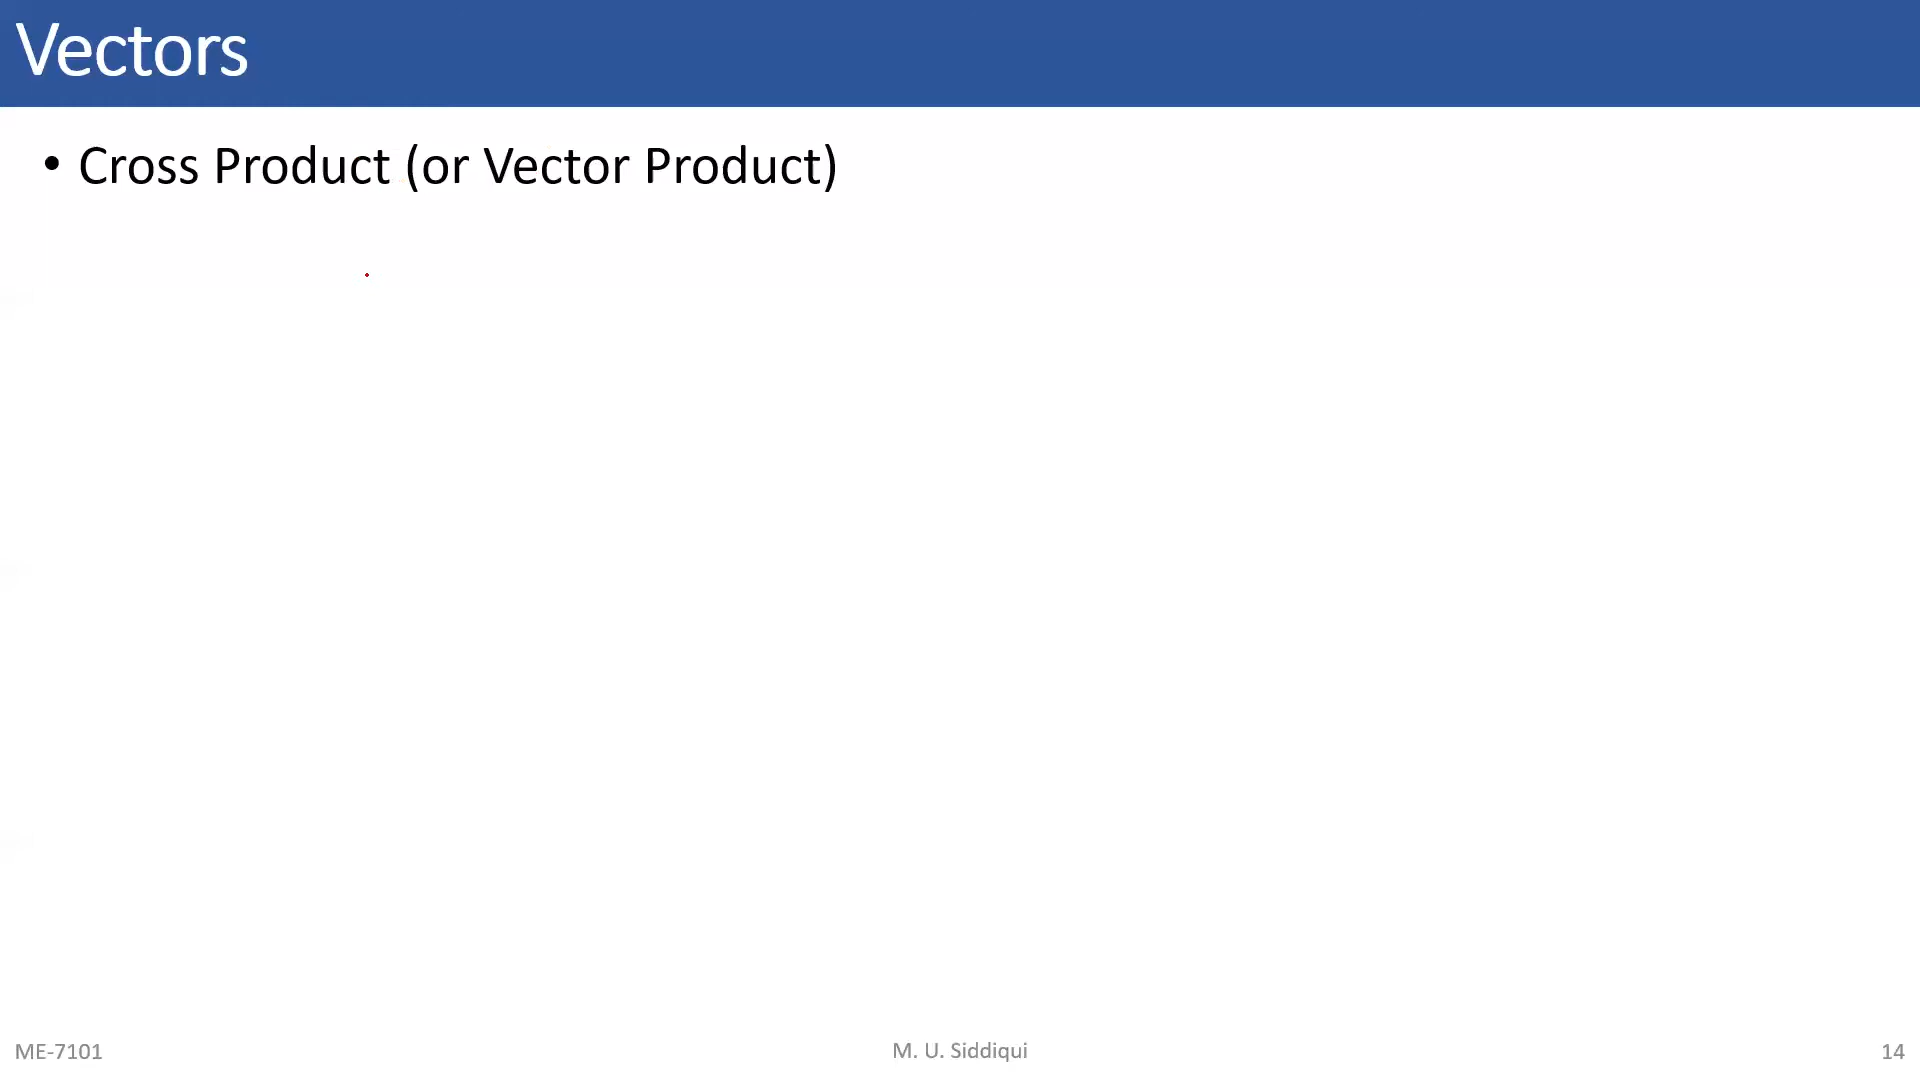 Vectors
• Cross Product (or Vector Product)
ME-7101
M. U. Siddiqui
14